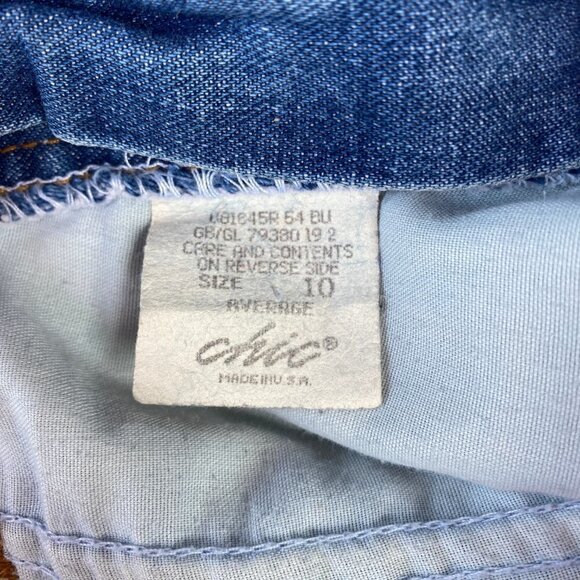 U81645R 54 BU
GB/GL 79380 19 2
CARE AND CONTENTS
ON REVERSE SIDE
SIZE 10
AVERAGE
chic®
MADE IN U.S.A.